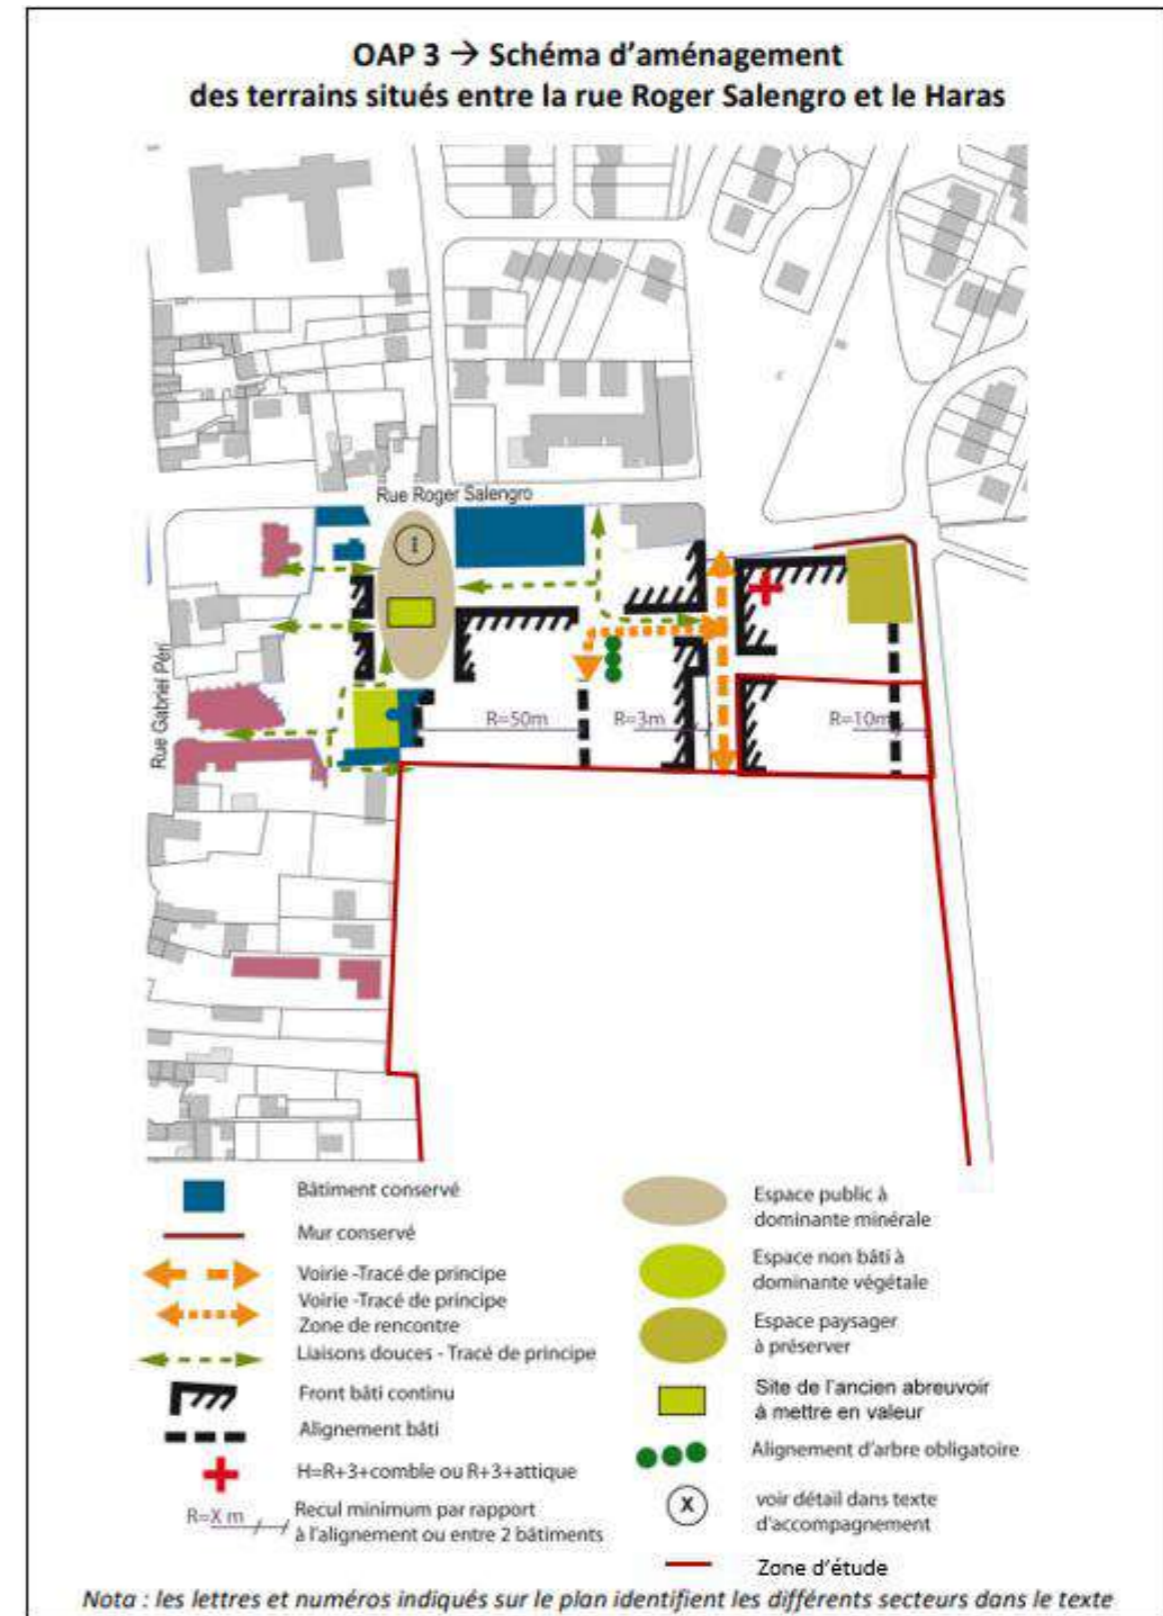 OAP 3 → Schéma d'aménagement
des terrains situés entre la rue Roger Salengro et le Haras
Rue Roger Salengro
Rue Gabriel Péri
R=50m
R=3m
R=10m
Bâtiment conservé
Mur conservé
Voirie -Tracé de principe
Voirie -Tracé de principe
Zone de rencontre
Liaisons douces - Tracé de principe
Front bâti continu
Alignement bâti
H=R+3+comble ou R+3+attique
R=X m
Recul minimum par rapport
à l'alignement ou entre 2 bâtiments
Espace public à
dominante minérale
Espace non bâti à
dominante végétale
Espace paysager
à préserver
Site de l'ancien abreuvoir
à mettre en valeur
Alignement d'arbre obligatoire
X
voir détail dans texte
d'accompagnement
Zone d'étude
Nota : les lettres et numéros indiqués sur le plan identifient les différents secteurs dans le texte